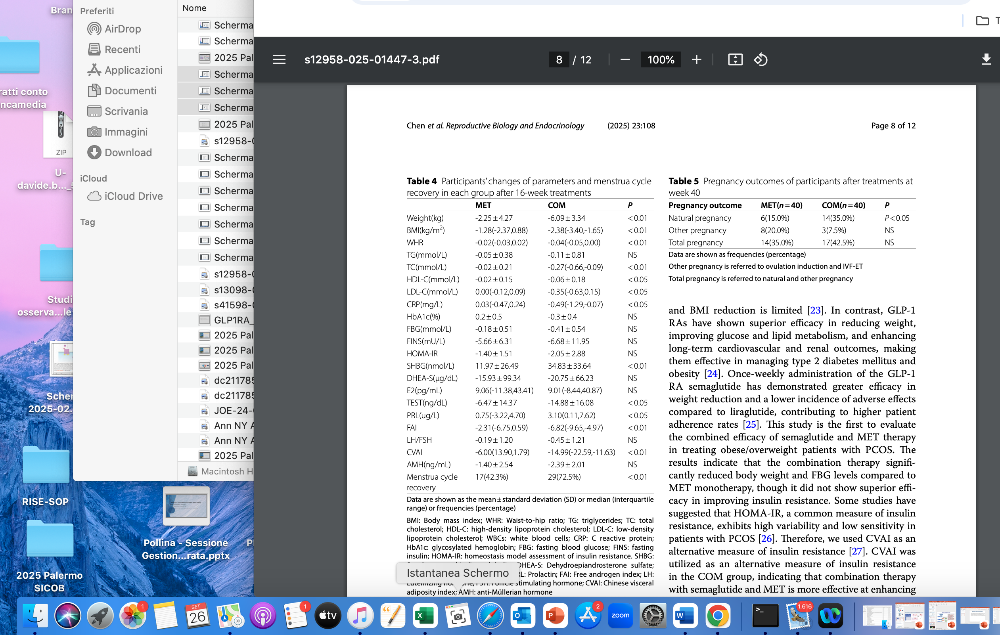 Bran
ratti conto
ncamedia
ZIP
U-
davide.b..._5
Studi
osserva...le
Scher
2025-02.
RISE-SOP
2025 Palermo
SICOB
Pollina - Sessione
Gestion...rata.pptx
Preferiti
AirDrop
Recenti
Applicazioni
Documenti
Scrivania
Immagini
Download
iCloud
iCloud Drive
Tag
Nome
Scherma
Scherma
2025 Pal
Scherma
Scherma
Scherma
2025 Pal
s12958-0
Scherma
Scherma
Scherma
Scherma
Scherma
Scherma
Scherma
s12958-0
s13098-0
s41598-0
GLP1RA_
2025 Pal
2025 Pal
2025 Pal
dc211785
dc211785
JOE-24-
Ann NY A
Ann NY A
2025 Pal
Macintosh H
s12958-025-01447-3.pdf
8 / 12
100%
Chen et al. Reproductive Biology and Endocrinology (2025) 23:108
Page 8 of 12
Table 4 Participants' changes of parameters and menstrua cycle
recovery in each group after 16-week treatments
MET COM P
Weight(kg) -2.25±4.27 -6.09±3.34 <0.01
BMI(kg/m²) -1.28(-2.37,0.88) -2.38(-3.40,-1.65) <0.01
WHR -0.02(-0.03,0.02) -0.04(-0.05,0.00) <0.01
TG(mmol/L) -0.05±0.38 -0.11±0.81 NS
TC(mmol/L) -0.02±0.21 -0.27(-0.66,-0.09) <0.01
HDL-C(mmol/L) -0.02±0.15 -0.06±0.18 <0.05
LDL-C(mmol/L) 0.00(-0.12,0.09) -0.35(-0.63,0.15) <0.05
CRP(mg/L) 0.03(-0.47,0.24) -0.49(-1.29,-0.07) <0.05
HbA1c(%) 0.2±0.5 -0.3±0.4 NS
FBG(mmol/L) -0.18±0.51 -0.41±0.54 NS
FINS(mU/L) -5.66±6.31 -6.68±11.95 NS
HOMA-IR -1.40±1.51 -2.05±2.88 NS
SHBG(nmol/L) 11.97±26.49 34.83±33.64 <0.01
DHEA-S(μg/dL) -15.93±99.34 -20.75±66.23 NS
E2(pg/mL) 9.06(-11.38,43.41) 9.01(-8.44,40.87) NS
TEST(ng/dL) -6.47±14.37 -14.88±16.08 <0.05
PRL(ug/L) 0.75(-3.22,4.70) 3.10(0.11,7.62) <0.05
FAI -2.31(-6.75,0.59) -6.82(-9.65,-4.97) <0.01
LH/FSH -0.19±1.20 -0.45±1.21 NS
CVAI -6.00(13.90,1.79) -14.99(-22.59,-11.63) <0.01
AMH(ng/mL) -1.40±2.54 -2.39±2.01 NS
Menstrua cycle 17(42.3%) 29(72.5%) <0.01
recovery
Data are shown as the mean±standard deviation (SD) or median (interquartile
range) or frequencies (percentage)
BMI: Body mass index; WHR: Waist-to-hip ratio; TG: triglycerides; TC: total
cholesterol; HDL-C: high-density lipoprotein cholesterol; LDL-C: low-density
lipoprotein cholesterol; WBCs: white blood cells; CRP: C reactive protein;
HbA1c: glycosylated hemoglobin; FBG: fasting blood glucose; FINS: fasting
insulin; HOMA-IR: homeostasis model assessment of insulin resistance. SHBG:
DHEA-S: Dehydroepiandrosterone sulfate;
RL: Prolactin; FAI: Free androgen index; LH:
stimulating hormone; CVAI: Chinese visceral
adiposity index; AMH: anti-Müllerian hormone
Istantanea Schermo
Table 5 Pregnancy outcomes of participants after treatments at
week 40
Pregnancy outcome MET(n=40) COM(n=40) P
Natural pregnancy 6(15.0%) 14(35.0%) P<0.05
Other pregnancy 8(20.0%) 3(7.5%) NS
Total pregnancy 14(35.0%) 17(42.5%) NS
Data are shown as frequencies (percentage)
Other pregnancy is referred to ovulation induction and IVF-ET
Total pregnancy is referred to natural and other pregnancy
and BMI reduction is limited [23]. In contrast, GLP-1
RAs have shown superior efficacy in reducing weight,
improving glucose and lipid metabolism, and enhancing
long-term cardiovascular and renal outcomes, making
them effective in managing type 2 diabetes mellitus and
obesity [24]. Once-weekly administration of the GLP-1
RA semaglutide has demonstrated greater efficacy in
weight reduction and a lower incidence of adverse effects
compared to liraglutide, contributing to higher patient
adherence rates [25]. This study is the first to evaluate
the combined efficacy of semaglutide and MET therapy
in treating obese/overweight patients with PCOS. The
results indicate that the combination therapy signifi-
cantly reduced body weight and FBG levels compared to
MET monotherapy, though it did not show superior effi-
cacy in improving insulin resistance. Some studies have
suggested that HOMA-IR, a common measure of insulin
resistance, exhibits high variability and low sensitivity in
patients with PCOS [26]. Therefore, we used CVAI as an
alternative measure of insulin resistance [27]. CVAI was
utilized as an alternative measure of insulin resistance
in the COM group, indicating that combination therapy
with semaglutide and MET is more effective at enhancing
1
SET
26
3D
1
tv
2
zoom
1.616